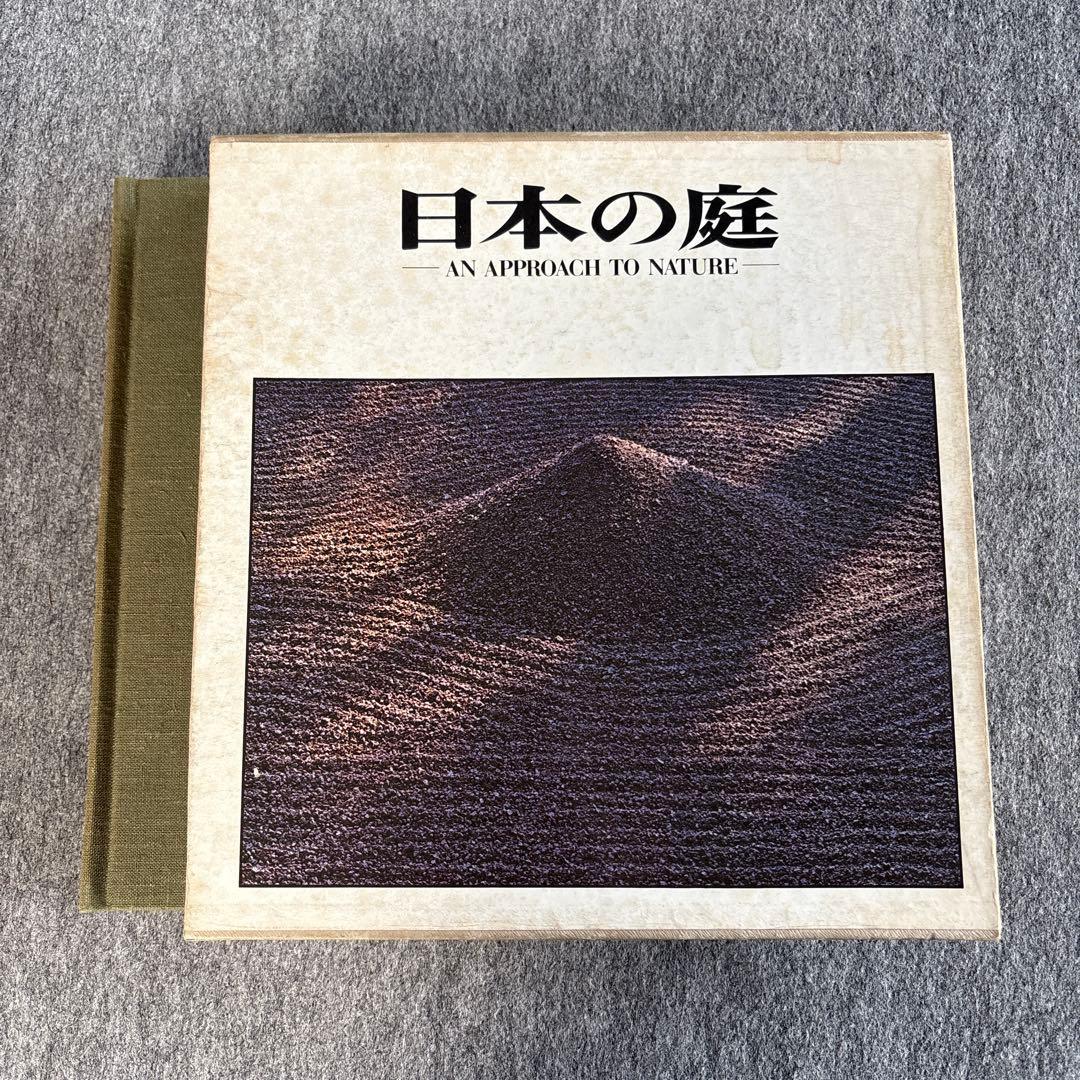 日本の庭
— AN APPROACH TO NATURE —